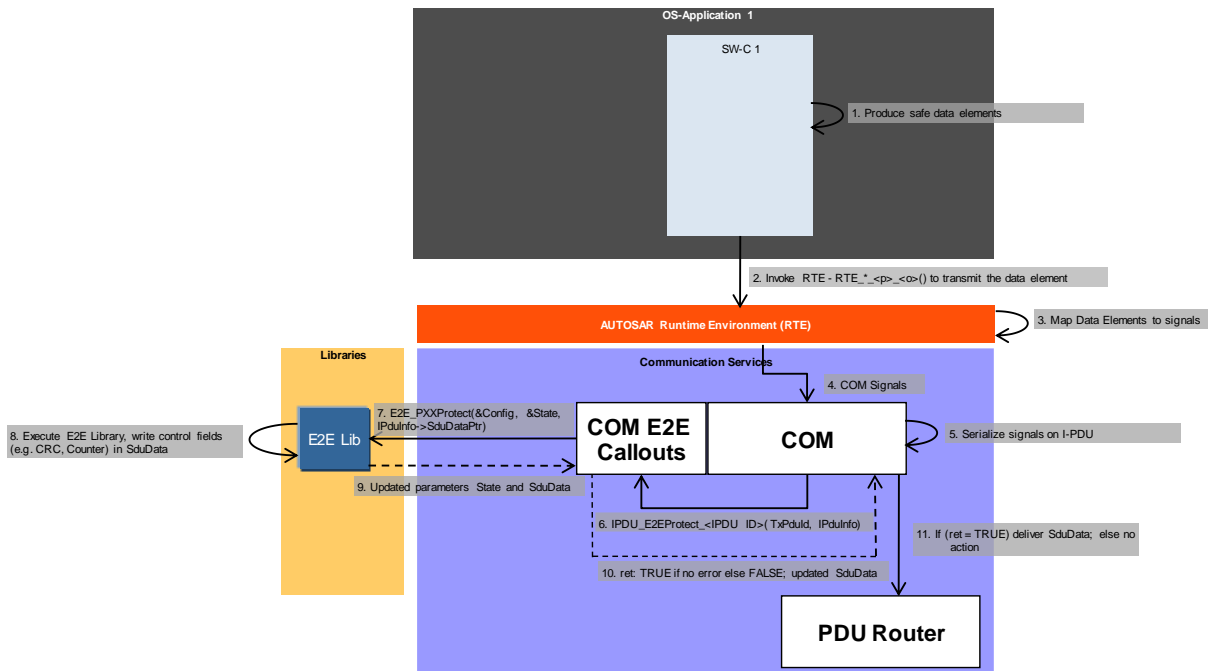 OS-Application 1
SW-C 1
1. Produce safe data elements
2. Invoke RTE - RTE_*_<p>_<o>() to transmit the data element
AUTOSAR Runtime Environment (RTE)
3. Map Data Elements to signals
Libraries
Communication Services
4. COM Signals
7. E2E_PXXProtect(&Config, &State,
IPduInfo->SduDataPtr)
8. Execute E2E Library, write control fields
(e.g. CRC, Counter) in SduData
E2E Lib
COM E2E
Callouts
COM
5. Serialize signals on I-PDU
9. Updated parameters State and SduData
6. IPDU_E2EProtect_<IPDU ID>( TxPduId, IPduInfo)
11. If (ret = TRUE) deliver SduData; else no
action
10. ret: TRUE if no error else FALSE; updated SduData
PDU Router